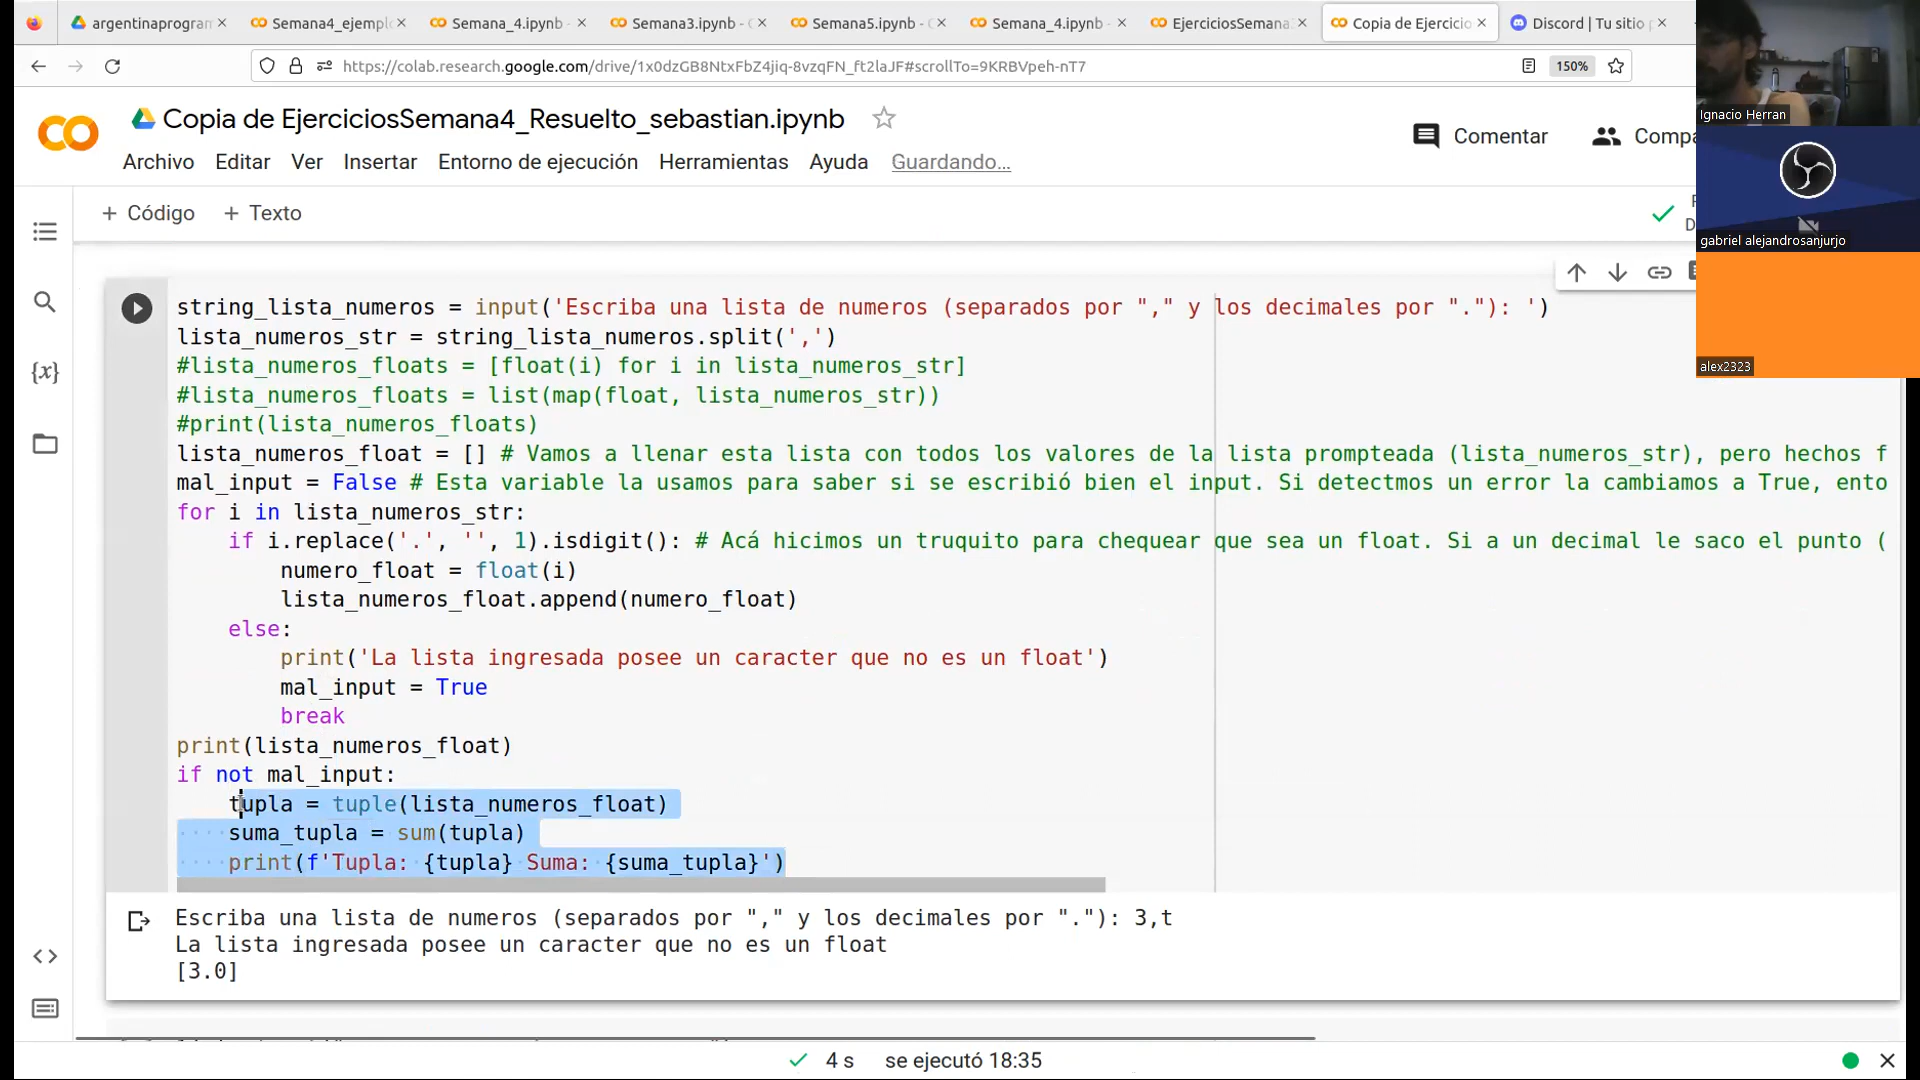 argentinaprogram
Semana4_ejempl
Semana_4.ipynb -
Semana3.ipynb - C
Semana5.ipynb - C
Semana_4.ipynb -
EjerciciosSemana
Copia de Ejercicio
Discord | Tu sitio
https://colab.research.google.com/drive/1x0dzGB8NtxFbZ4jiq-8vzqFN_ft2laJF#scrollTo=9KRBVpeh-nT7
150%
Ignacio Herran
Copia de EjerciciosSemana4_Resuelto_sebastian.ipynb
Comentar
Compa
Archivo Editar Ver Insertar Entorno de ejecución Herramientas Ayuda Guardando...
+ Código + Texto
gabriel alejandrosanjurjo
alex2323
{x}
string_lista_numeros = input('Escriba una lista de numeros (separados por "," y los decimales por "."): ')
lista_numeros_str = string_lista_numeros.split(',')
#lista_numeros_floats = [float(i) for i in lista_numeros_str]
#lista_numeros_floats = list(map(float, lista_numeros_str))
#print(lista_numeros_floats)
lista_numeros_float = [] # Vamos a llenar esta lista con todos los valores de la lista prompteada (lista_numeros_str), pero hechos f
mal_input = False # Esta variable la usamos para saber si se escribió bien el input. Si detectmos un error la cambiamos a True, ento
for i in lista_numeros_str:
    if i.replace('.', '', 1).isdigit(): # Acá hicimos un truquito para chequear que sea un float. Si a un decimal le saco el punto (
        numero_float = float(i)
        lista_numeros_float.append(numero_float)
    else:
        print('La lista ingresada posee un caracter que no es un float')
        mal_input = True
        break
print(lista_numeros_float)
if not mal_input:
    tupla = tuple(lista_numeros_float)
    suma_tupla = sum(tupla)
    print(f'Tupla: {tupla} Suma: {suma_tupla}')
Escriba una lista de numeros (separados por "," y los decimales por "."): 3,t
La lista ingresada posee un caracter que no es un float
[3.0]
4 s se ejecutó 18:35